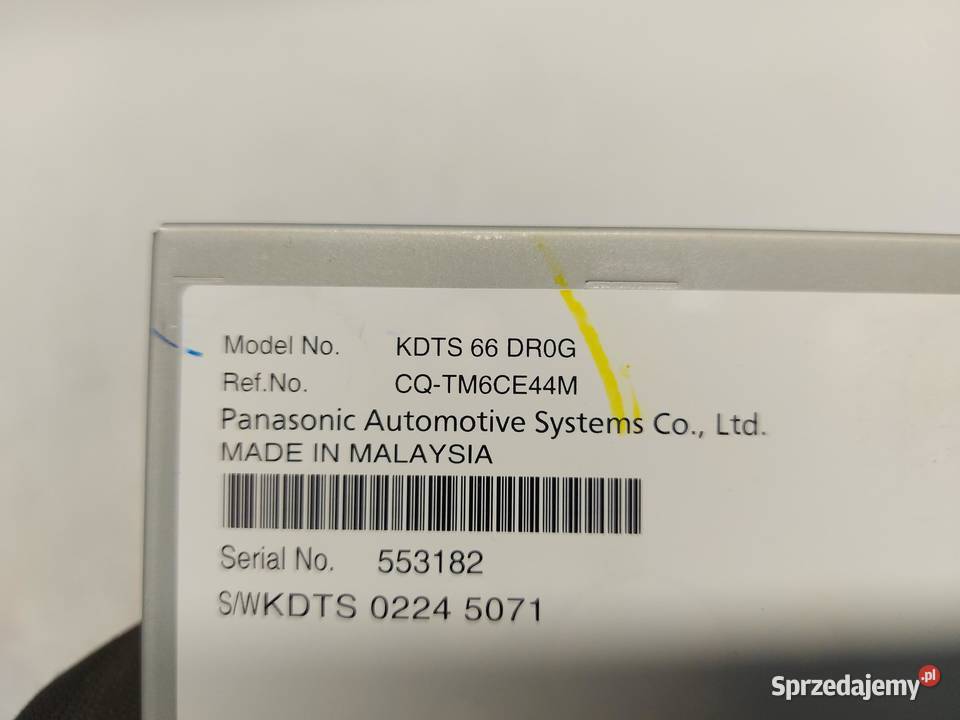 Model No. KDTS 66 DR0G
Ref.No. CQ-TM6CE44M
Panasonic Automotive Systems Co., Ltd.
MADE IN MALAYSIA
Serial No. 553182
S/WKDTS 0224 5071
Sprzedajemy.pl